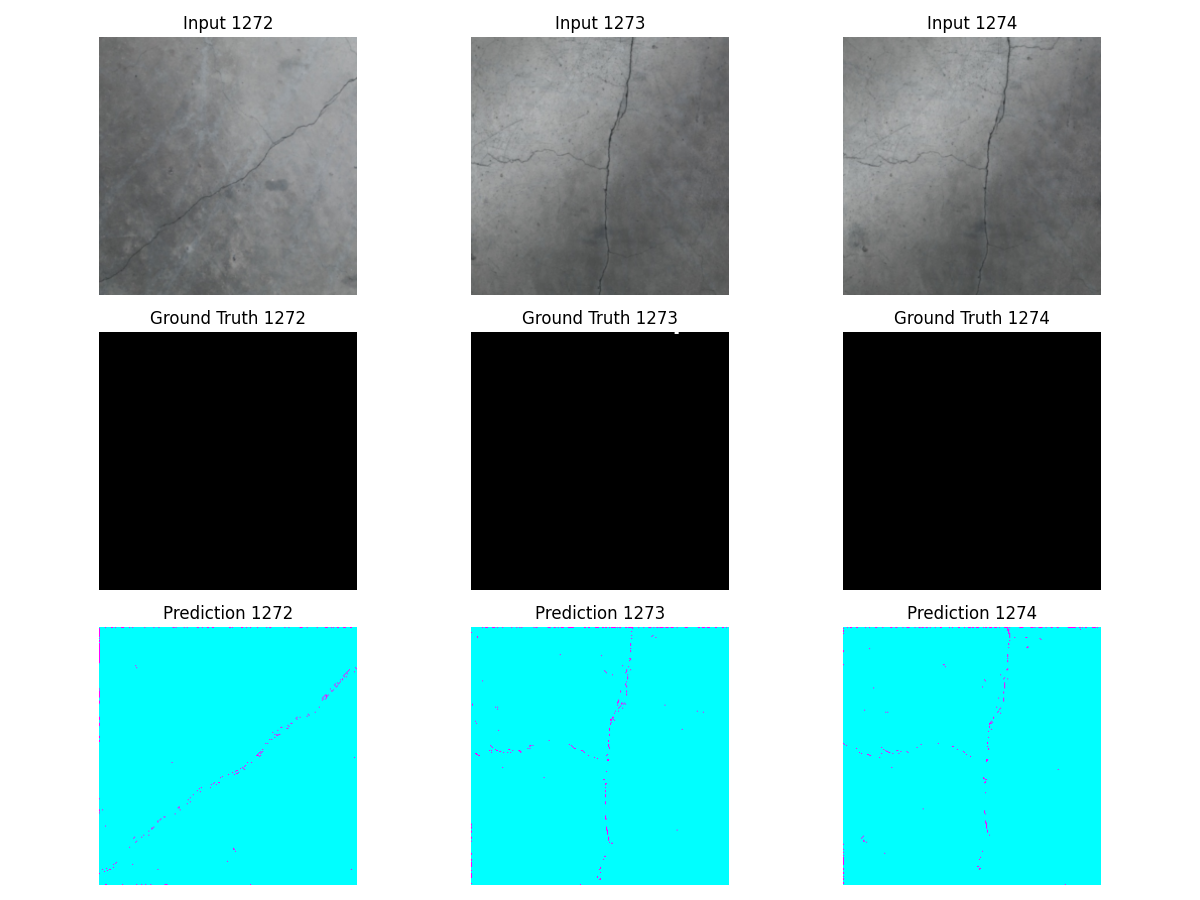 Input 1272
Input 1273
Input 1274
Ground Truth 1272
Ground Truth 1273
Ground Truth 1274
Prediction 1272
Prediction 1273
Prediction 1274